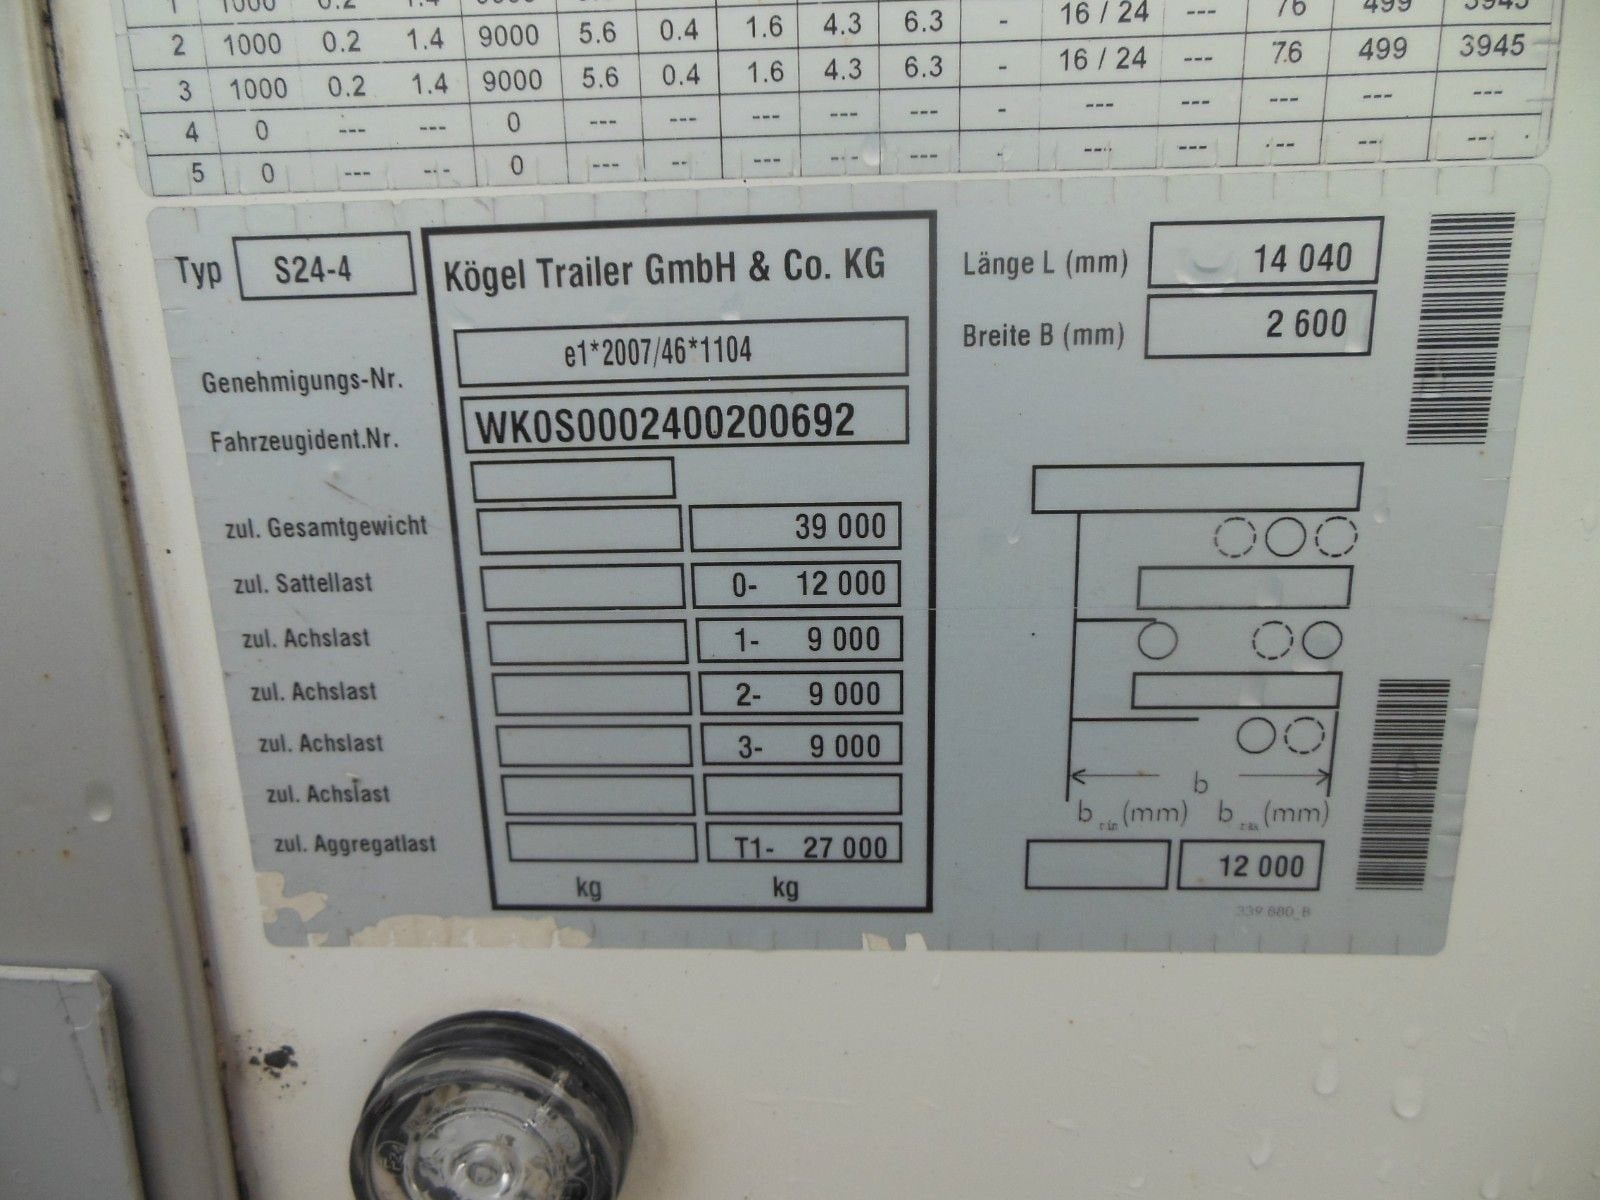 2 1000 0.2 1.4 9000 5.6 0.4 1.6 4.3 6.3 - 16 / 24 --- 76 499 3945
3 1000 0.2 1.4 9000 5.6 0.4 1.6 4.3 6.3 - 16 / 24 --- 76 499 3945
4 0 --- --- 0 --- --- --- --- --- - --- --- --- --- ---
5 0 --- --- 0 --- --- --- --- --- - --- --- --- --- ---
Typ S24-4
Kögel Trailer GmbH & Co. KG
Länge L (mm) 14 040
Breite B (mm) 2 600
Genehmigungs-Nr. e1*2007/46*1104
Fahrzeugident.Nr. WK0S0002400200692
zul. Gesamtgewicht 39 000
zul. Sattellast 0- 12 000
zul. Achslast 1- 9 000
zul. Achslast 2- 9 000
zul. Achslast 3- 9 000
zul. Achslast
zul. Aggregatlast T1- 27 000
kg kg
b
b min (mm) b max (mm)
12 000
339 680_B